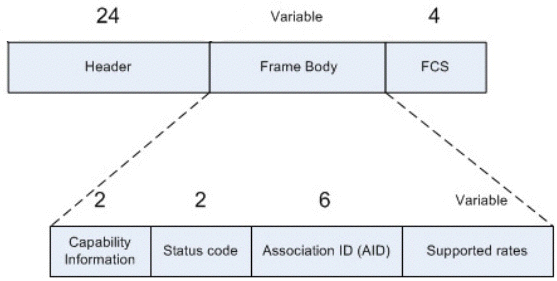 24 Variable 4
Header Frame Body FCS
2 2 6 Variable
Capability Information Status code Association ID (AID) Supported rates